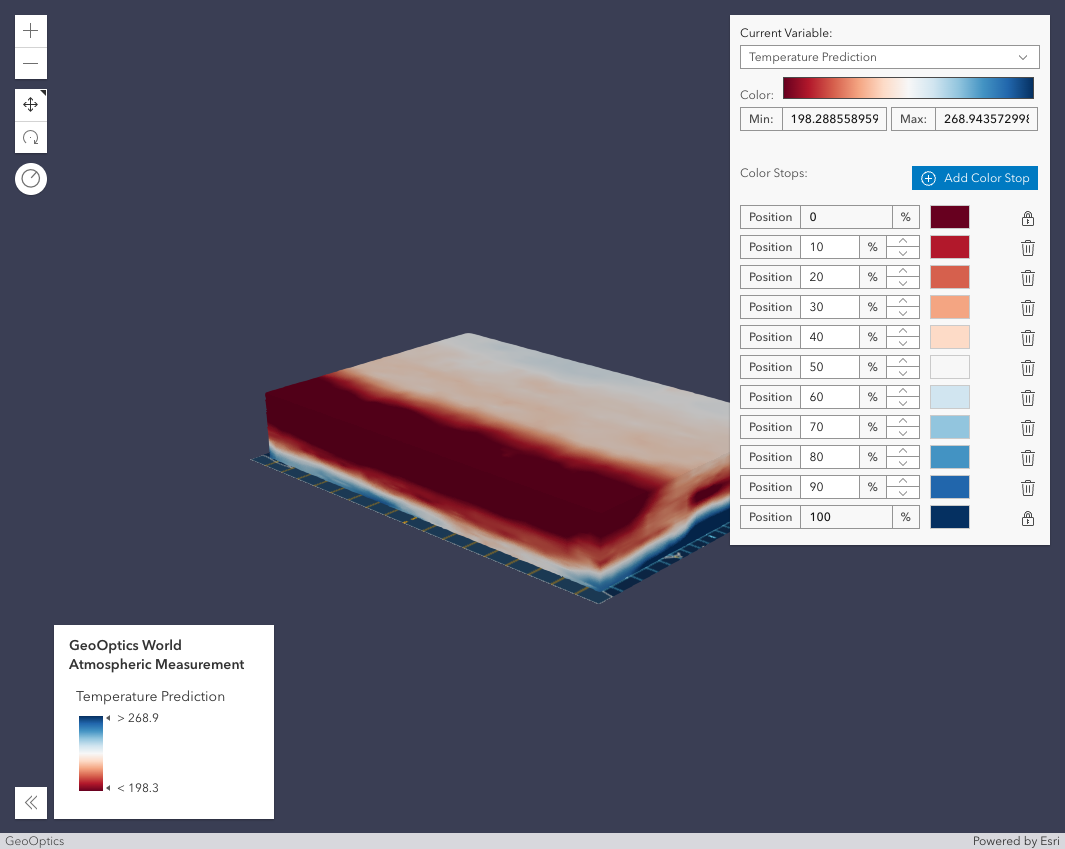 Current Variable:
Temperature Prediction
Color:
Min: 198.288558959
Max: 268.943572998
Color Stops:
Add Color Stop
Position 0 %
Position 10 %
Position 20 %
Position 30 %
Position 40 %
Position 50 %
Position 60 %
Position 70 %
Position 80 %
Position 90 %
Position 100 %
GeoOptics World
Atmospheric Measurement
Temperature Prediction
> 268.9
< 198.3
GeoOptics
Powered by Esri